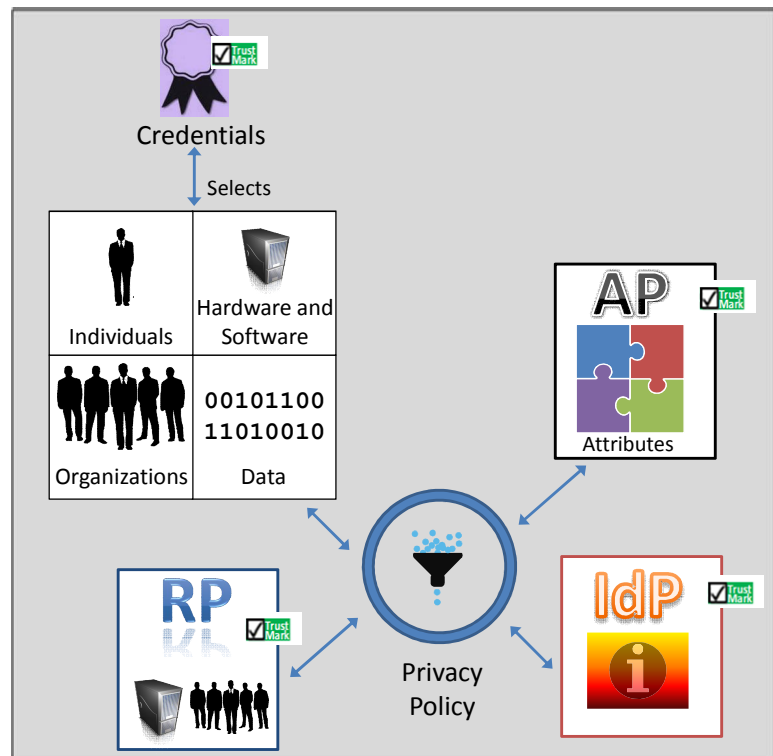 Trust
Mark
Credentials
Selects
Individuals
Hardware and
Software
Organizations
00101100
11010010
Data
AP
Trust
Mark
Attributes
RP
Trust
Mark
Privacy
Policy
IdP
Trust
Mark
i